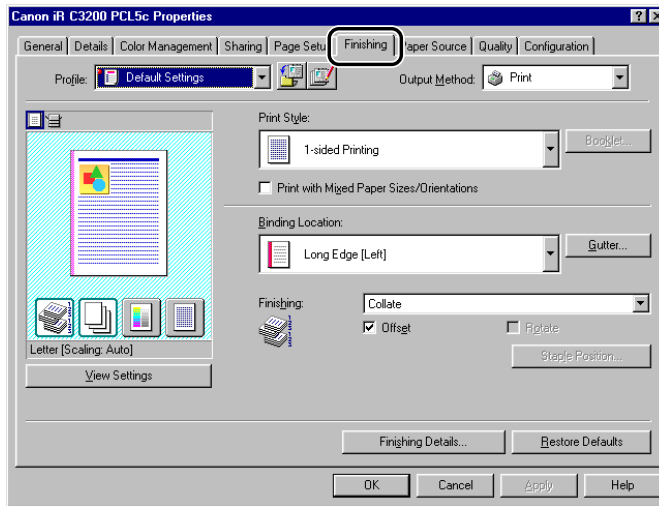 Canon iR C3200 PCL5c Properties
General Details Color Management Sharing Page Setu Finishing aper Source Quality Configuration
Profile: Default Settings Output Method: Print
Print Style:
1-sided Printing Booklet...
Print with Mixed Paper Sizes/Orientations
Binding Location:
Long Edge [Left] Gutter...
Finishing: Collate
Offset Rotate
Staple Position...
Letter [Scaling: Auto]
View Settings
Finishing Details... Restore Defaults
OK Cancel Apply Help